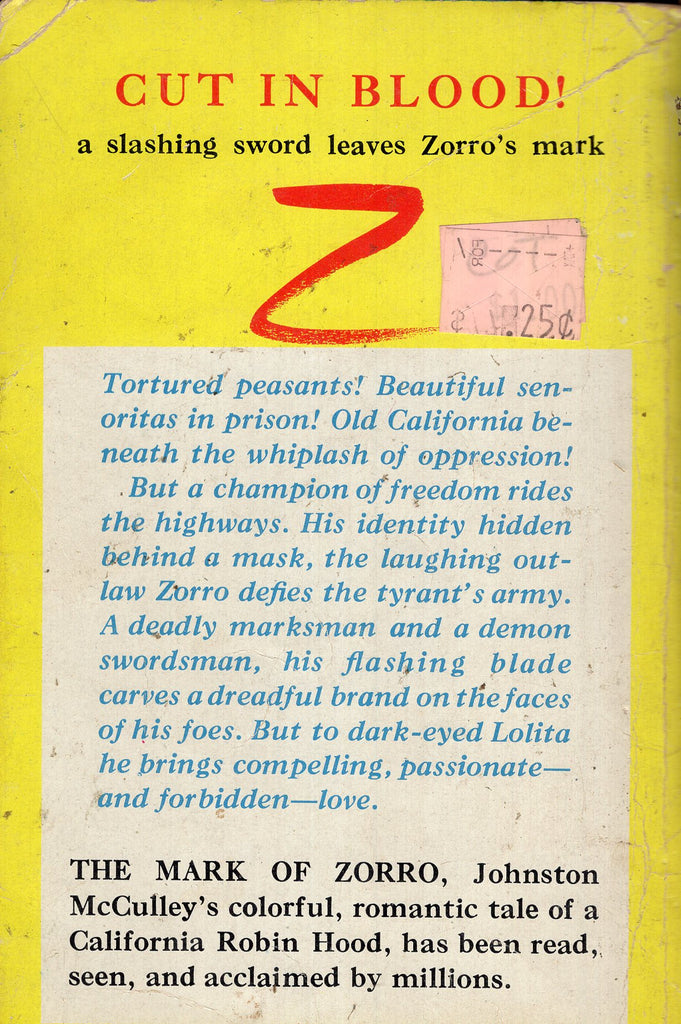 CUT IN BLOOD!
a slashing sword leaves Zorro's mark
Z
FOR
.25¢
Tortured peasants! Beautiful sen-
oritas in prison! Old California be-
neath the whiplash of oppression!
But a champion of freedom rides
the highways. His identity hidden
behind a mask, the laughing out-
law Zorro defies the tyrant's army.
A deadly marksman and a demon
swordsman, his flashing blade
carves a dreadful brand on the faces
of his foes. But to dark-eyed Lolita
he brings compelling, passionate—
and forbidden—love.
THE MARK OF ZORRO, Johnston
McCulley's colorful, romantic tale of a
California Robin Hood, has been read,
seen, and acclaimed by millions.